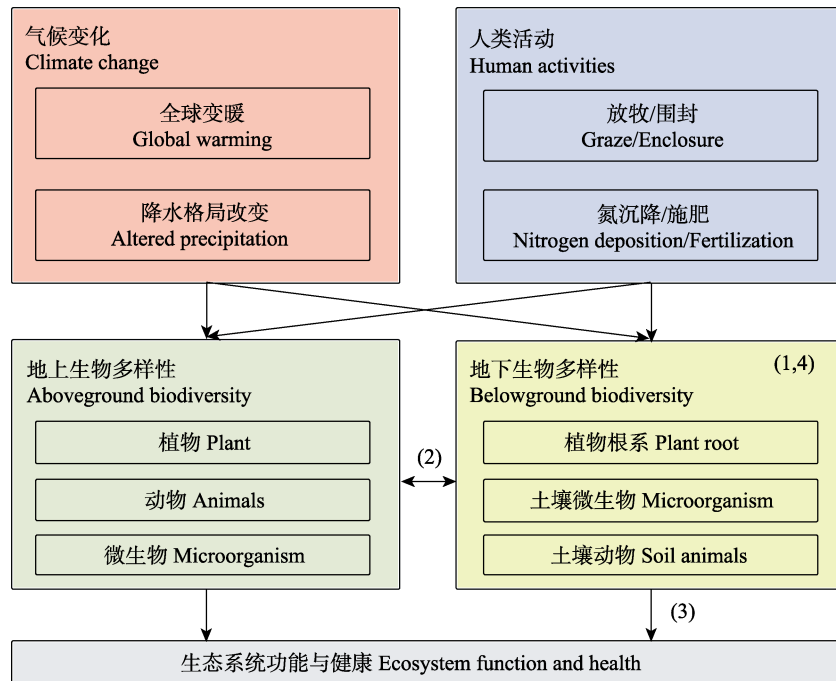 气候变化
Climate change
全球变暖
Global warming
降水格局改变
Altered precipitation
人类活动
Human activities
放牧/围封
Graze/Enclosure
氮沉降/施肥
Nitrogen deposition/Fertilization
地上生物多样性
Aboveground biodiversity
植物 Plant
动物 Animals
微生物 Microorganism
(2)
地下生物多样性
(1,4)
Belowground biodiversity
植物根系 Plant root
土壤微生物 Microorganism
土壤动物 Soil animals
(3)
生态系统功能与健康 Ecosystem function and health